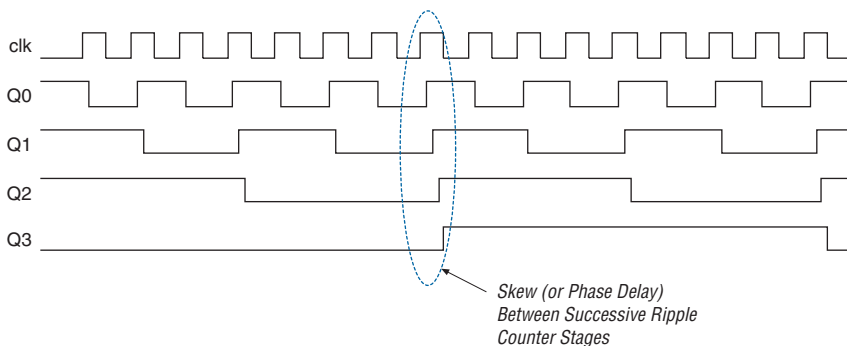 clk
Q0
Q1
Q2
Q3
Skew (or Phase Delay)
Between Successive Ripple
Counter Stages